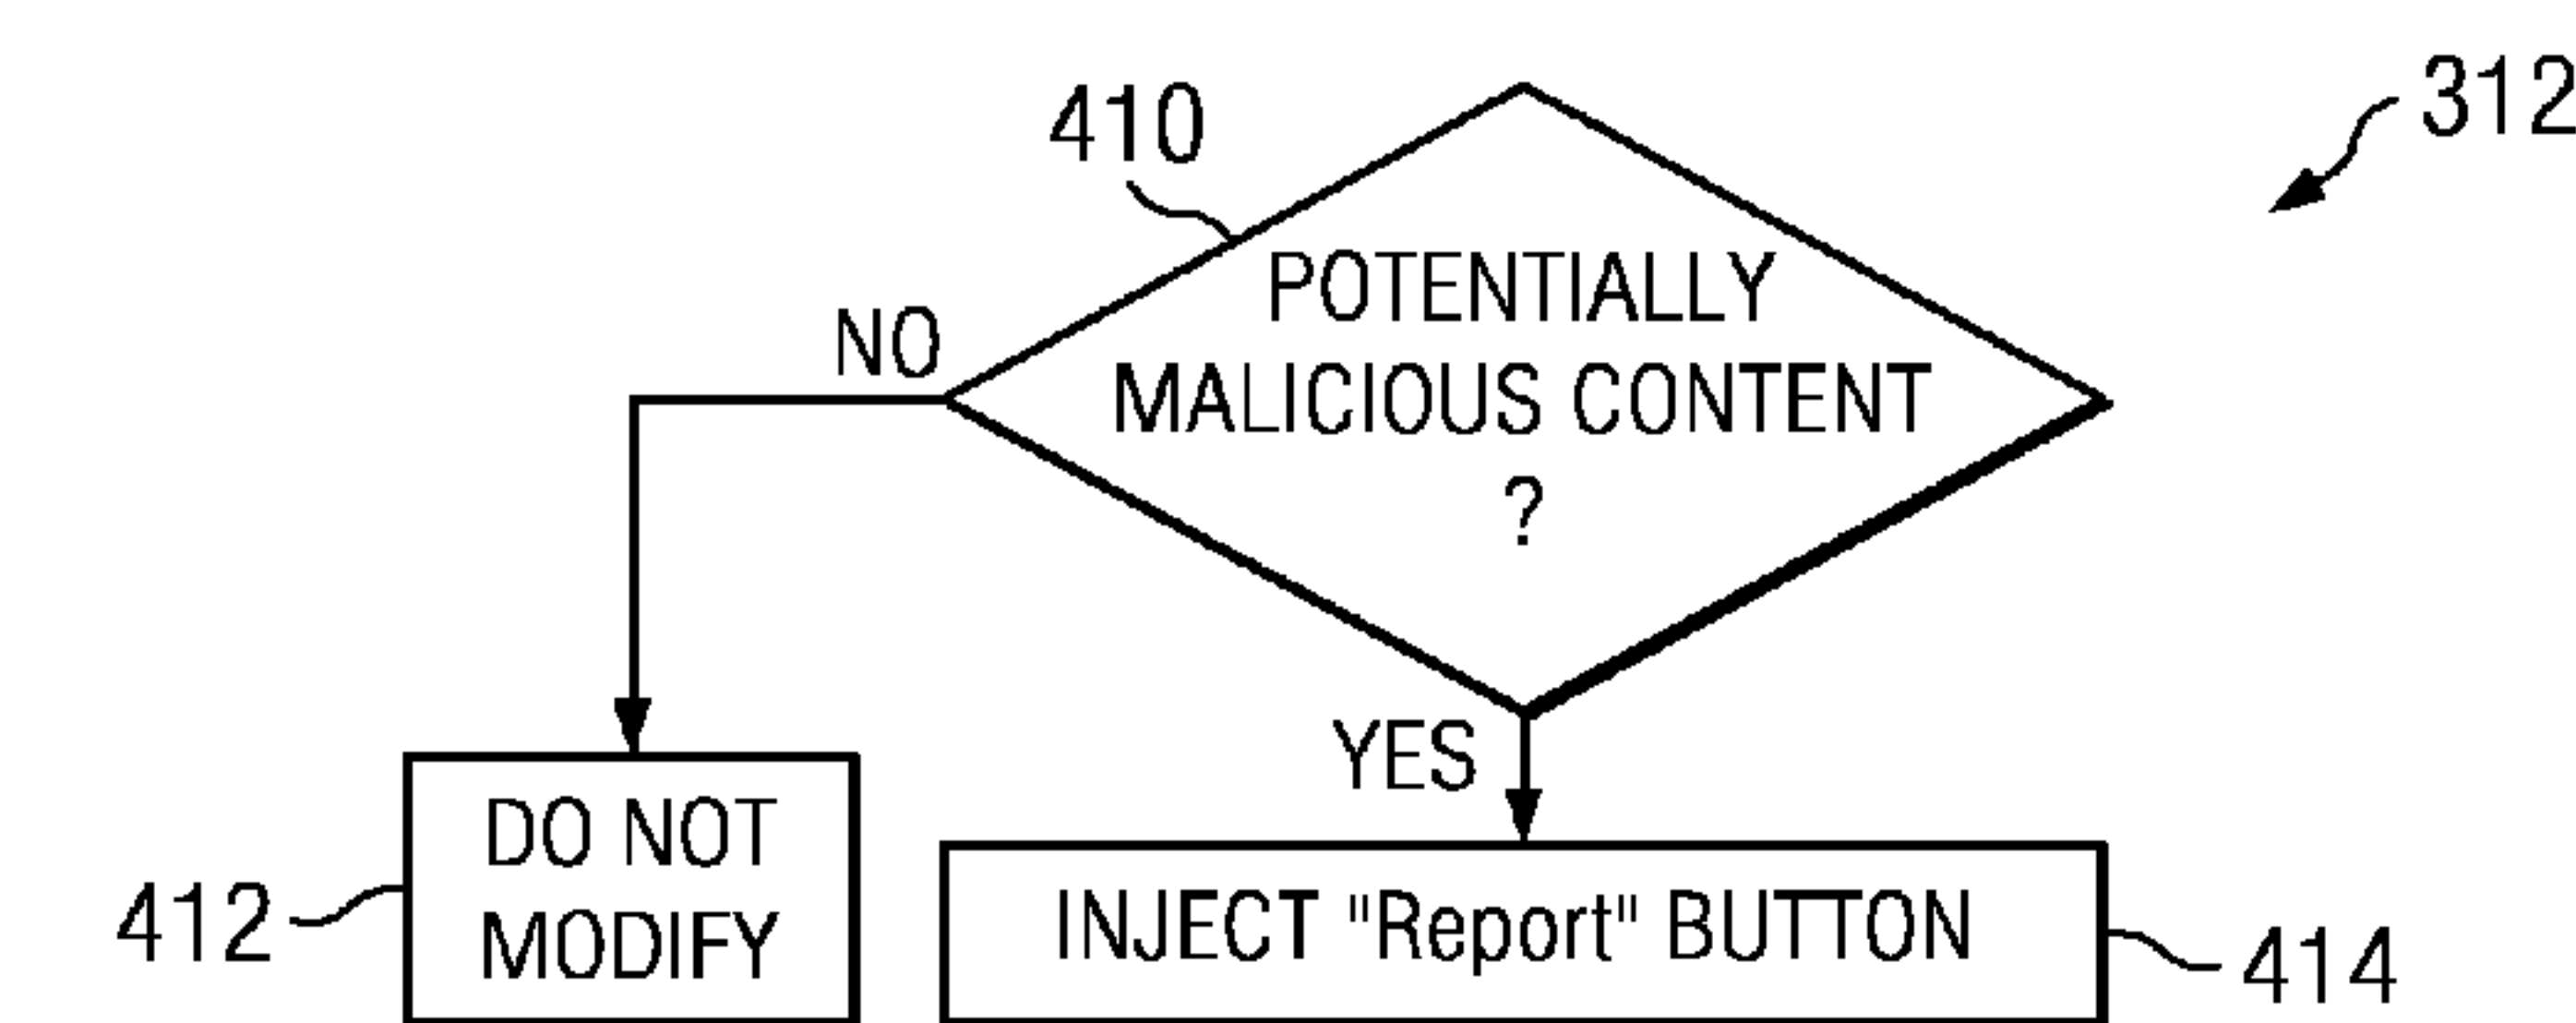 312
410
POTENTIALLY
MALICIOUS CONTENT
?
NO
YES
DO NOT
MODIFY
412
INJECT "Report" BUTTON
414